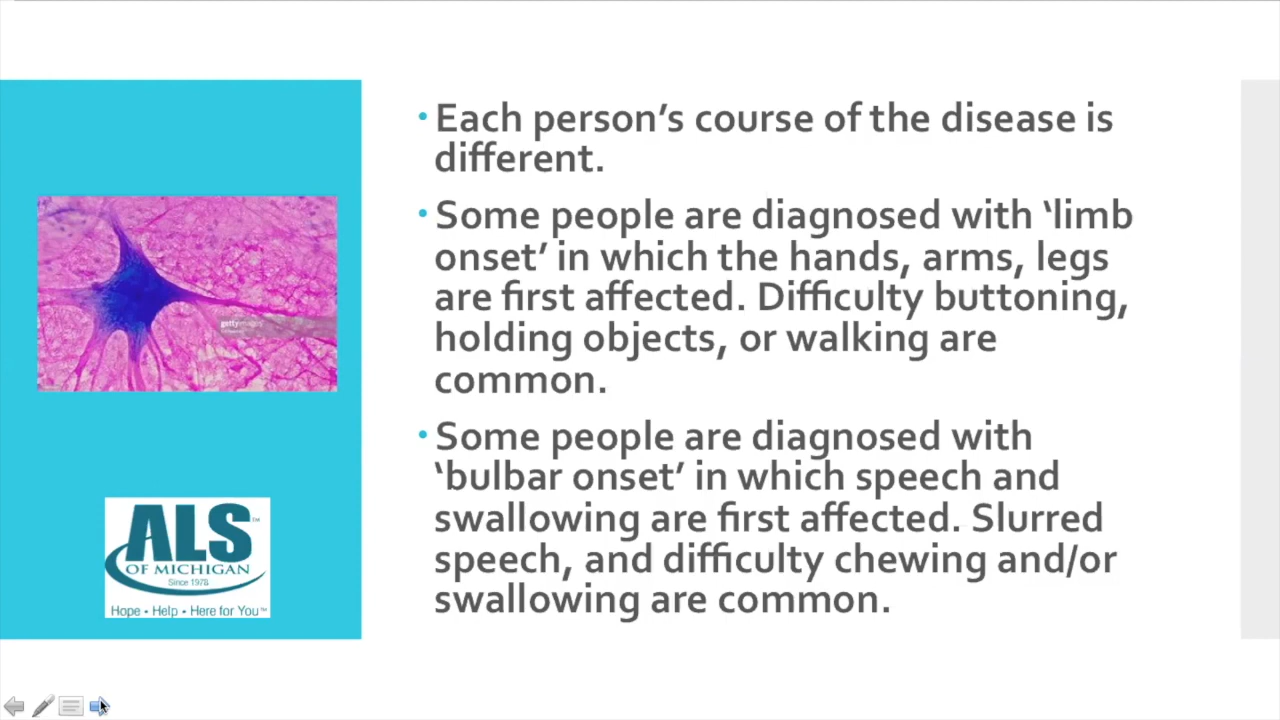 • Each person’s course of the disease is
different.
• Some people are diagnosed with ‘limb
onset’ in which the hands, arms, legs
are first affected. Difficulty buttoning,
holding objects, or walking are
common.
• Some people are diagnosed with
‘bulbar onset’ in which speech and
swallowing are first affected. Slurred
speech, and difficulty chewing and/or
swallowing are common.
gettyimages
ALS™
OF MICHIGAN
Since 1978
Hope • Help • Here for You™